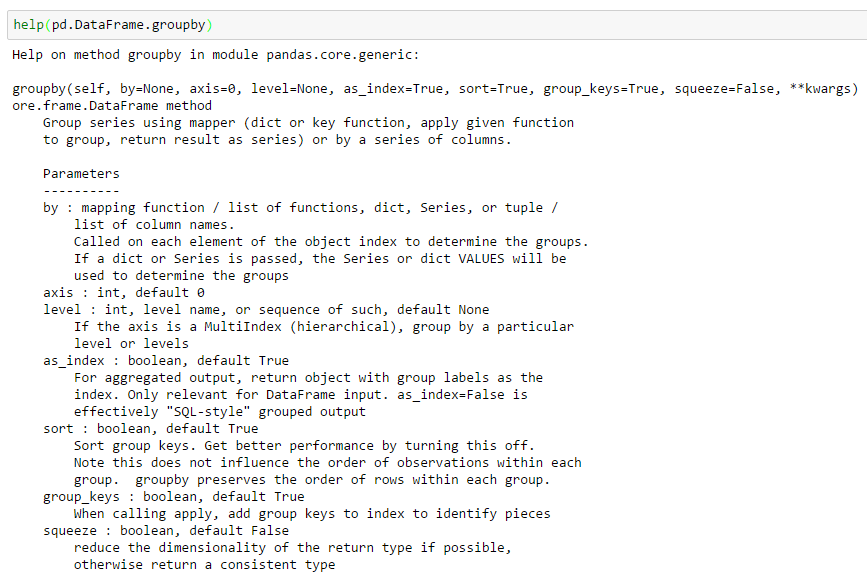 help(pd.DataFrame.groupby)
Help on method groupby in module pandas.core.generic:
groupby(self, by=None, axis=0, level=None, as_index=True, sort=True, group_keys=True, squeeze=False, **kwargs)
ore.frame.DataFrame method
Group series using mapper (dict or key function, apply given function
to group, return result as series) or by a series of columns.
Parameters
----------
by : mapping function / list of functions, dict, Series, or tuple /
list of column names.
Called on each element of the object index to determine the groups.
If a dict or Series is passed, the Series or dict VALUES will be
used to determine the groups
axis : int, default 0
level : int, level name, or sequence of such, default None
If the axis is a MultiIndex (hierarchical), group by a particular
level or levels
as_index : boolean, default True
For aggregated output, return object with group labels as the
index. Only relevant for DataFrame input. as_index=False is
effectively "SQL-style" grouped output
sort : boolean, default True
Sort group keys. Get better performance by turning this off.
Note this does not influence the order of observations within each
group.  groupby preserves the order of rows within each group.
group_keys : boolean, default True
When calling apply, add group keys to index to identify pieces
squeeze : boolean, default False
reduce the dimensionality of the return type if possible,
otherwise return a consistent type